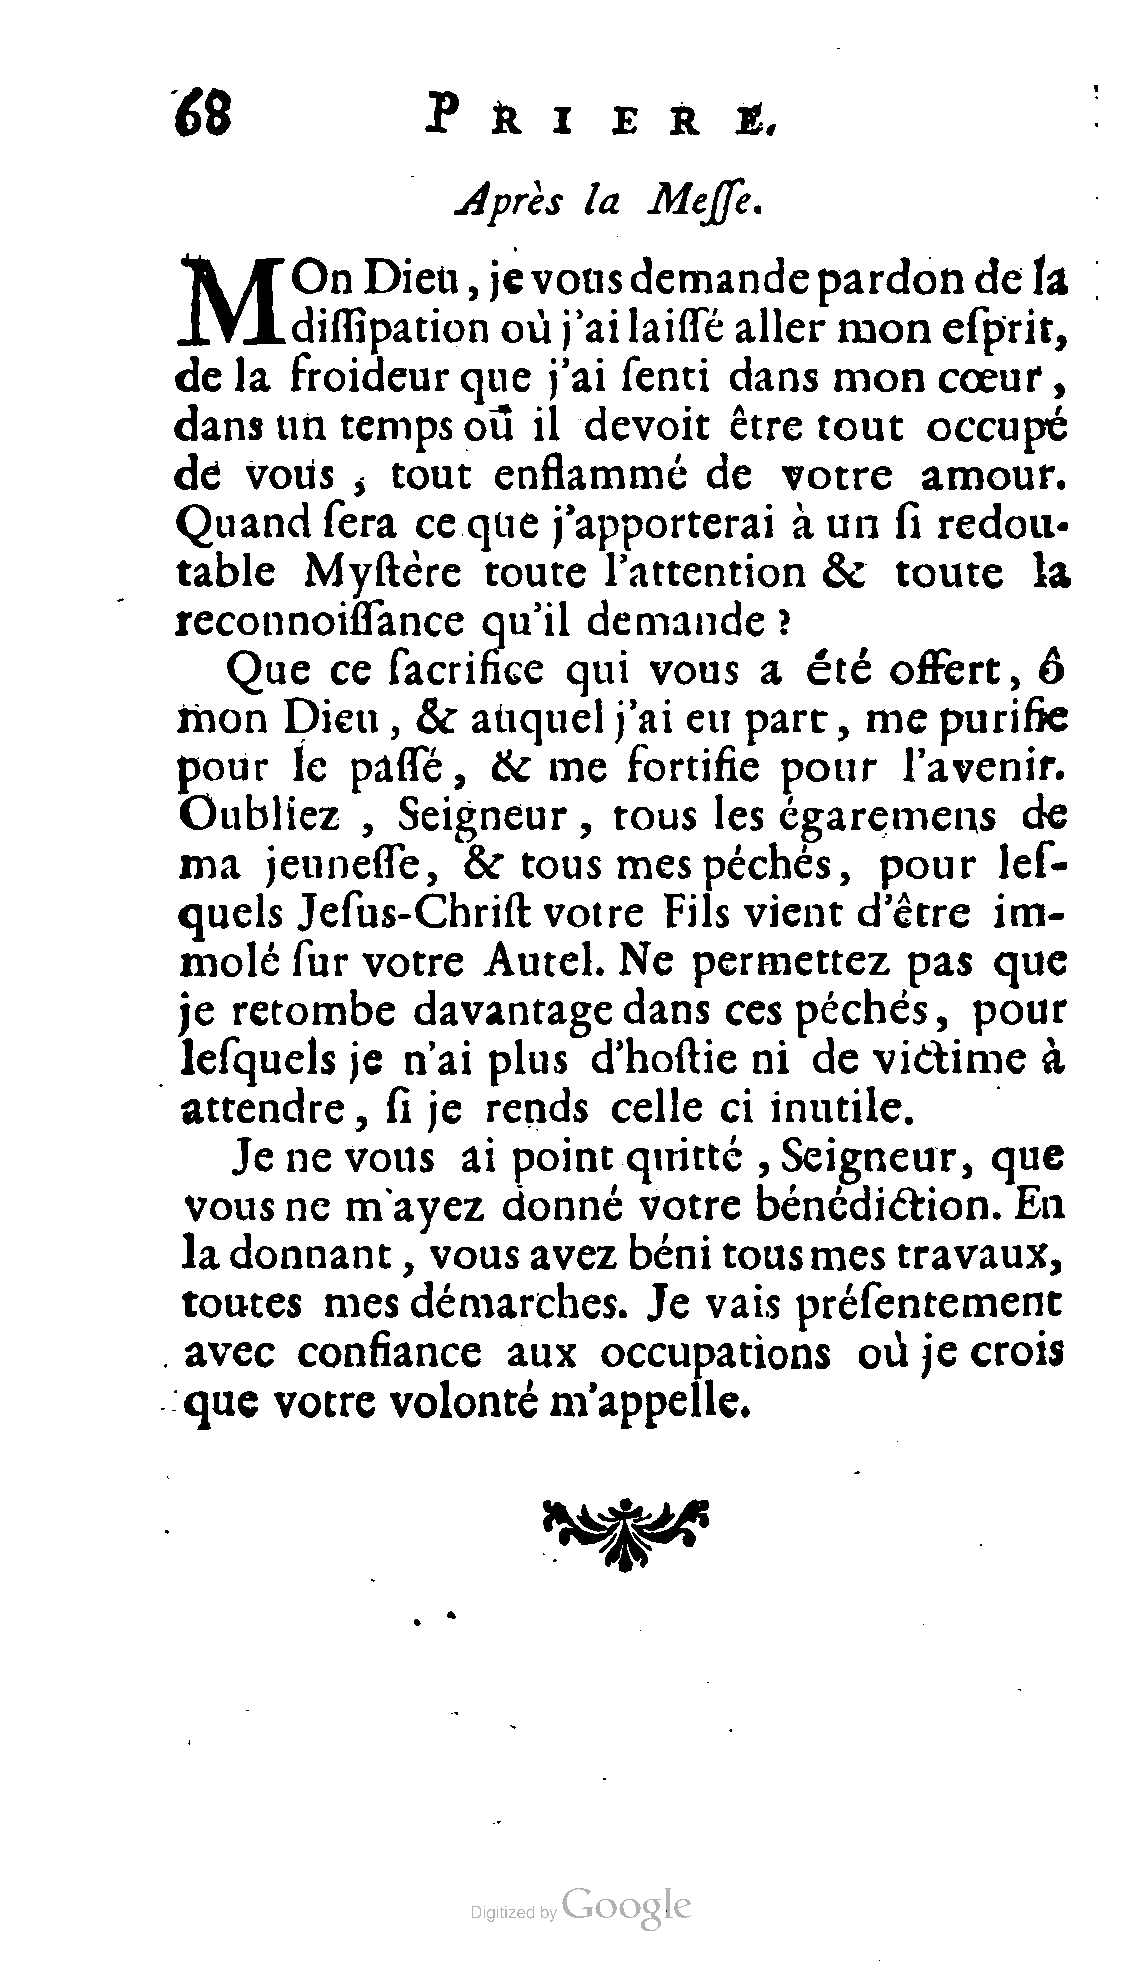 68 PRIERE.
Après la Meſſe.
MOn Dieu, je vous demande pardon de la
diſſipation où j'ai laiſſé aller mon eſprit,
de la froideur que j'ai ſenti dans mon cœur,
dans un temps où il devoit être tout occupé
de vous, tout enflammé de votre amour.
Quand ſera ce que j'apporterai à un ſi redou-
table Myſtère toute l'attention & toute la
reconnoiſſance qu'il demande ?
Que ce ſacrifice qui vous a été offert, ô
mon Dieu, & auquel j'ai eu part, me purifie
pour le paſſé, & me fortifie pour l'avenir.
Oubliez, Seigneur, tous les égaremens de
ma jeuneſſe, & tous mes péchés, pour leſ-
quels Jeſus-Chriſt votre Fils vient d'être im-
molé ſur votre Autel. Ne permettez pas que
je retombe davantage dans ces péchés, pour
leſquels je n'ai plus d'hoſtie ni de victime à
attendre, ſi je rends celle ci inutile.
Je ne vous ai point quitté, Seigneur, que
vous ne m'ayez donné votre bénédiction. En
la donnant, vous avez béni tous mes travaux,
toutes mes démarches. Je vais préſentement
avec confiance aux occupations où je crois
que votre volonté m'appelle.
Digitized by Google